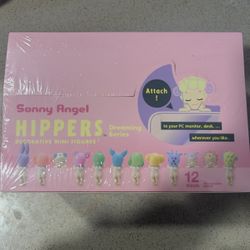 Attach
!
to your PC monitor, desk, ...
wherever you like.
Sonny Angel
HIPPERS Dreaming
Series
DECORATIVE MINI FIGURES
12